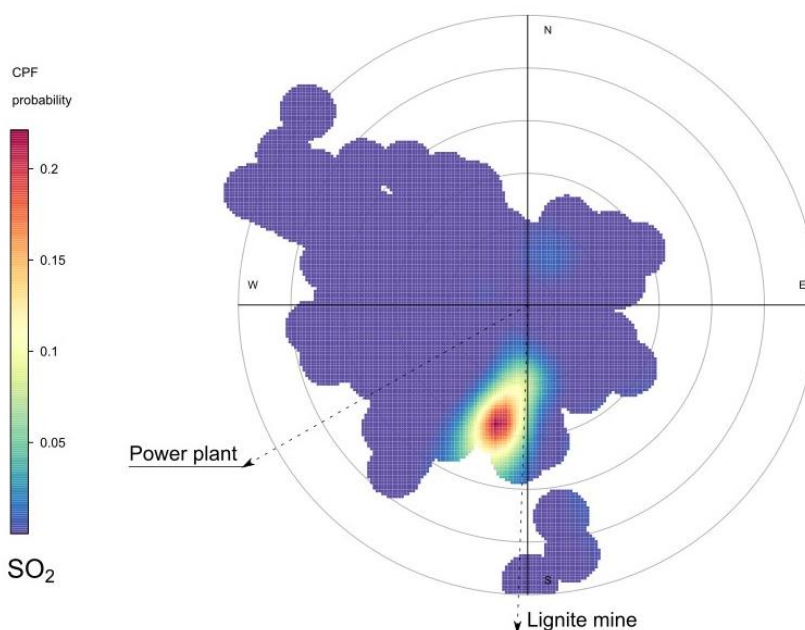 N
CPF
probability
0.2
0.15
W
E
0.1
0.05
Power plant
SO₂
S
Lignite mine